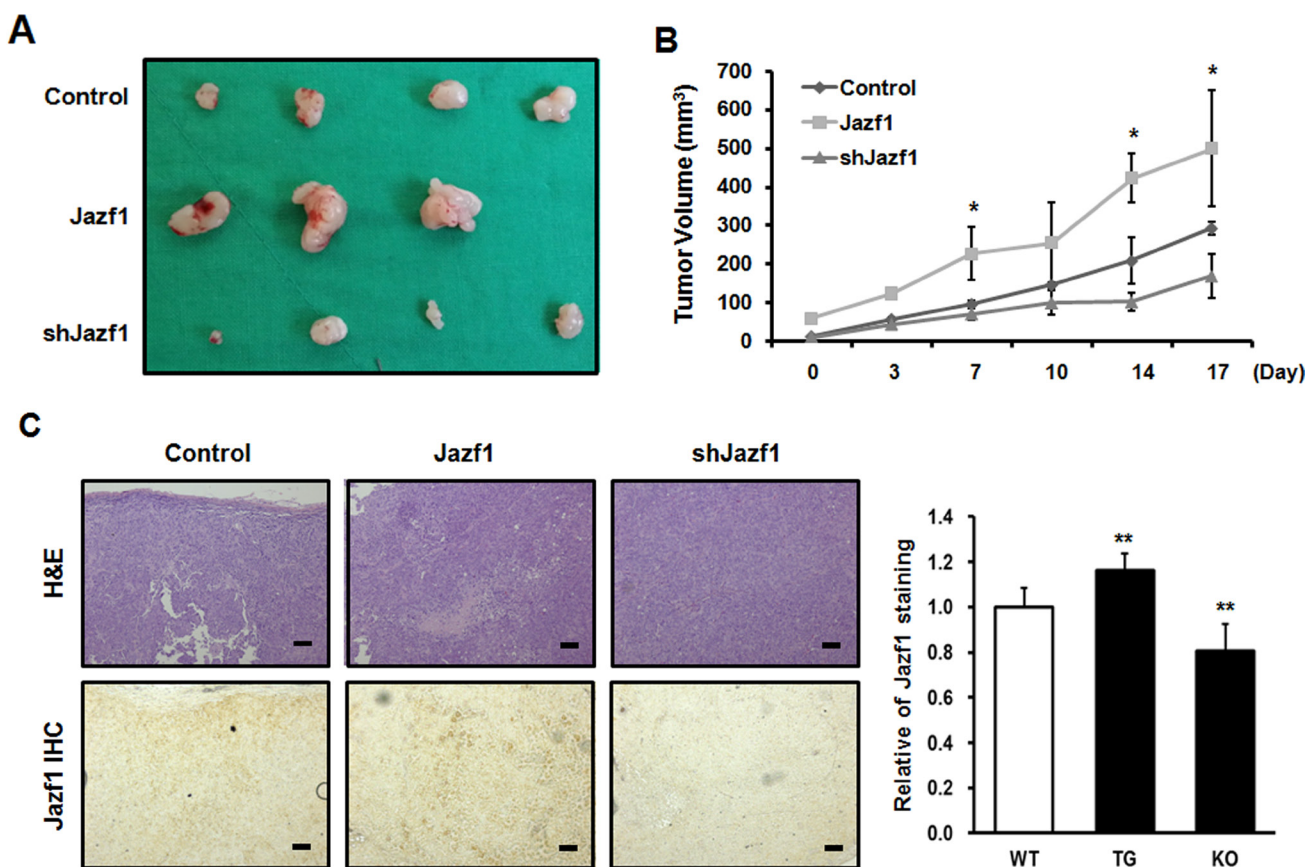 A
Control
Jazf1
shJazf1
B
Tumor Volume (mm³)
700
600
500
400
300
200
100
0
Control
Jazf1
shJazf1
*
*
*
0 3 7 10 14 17 (Day)
C
Control Jazf1 shJazf1
H&E
Jazf1 IHC
Relative of Jazf1 staining
1.4
1.2
1.0
0.8
0.6
0.4
0.2
0.0
**
**
WT TG KO